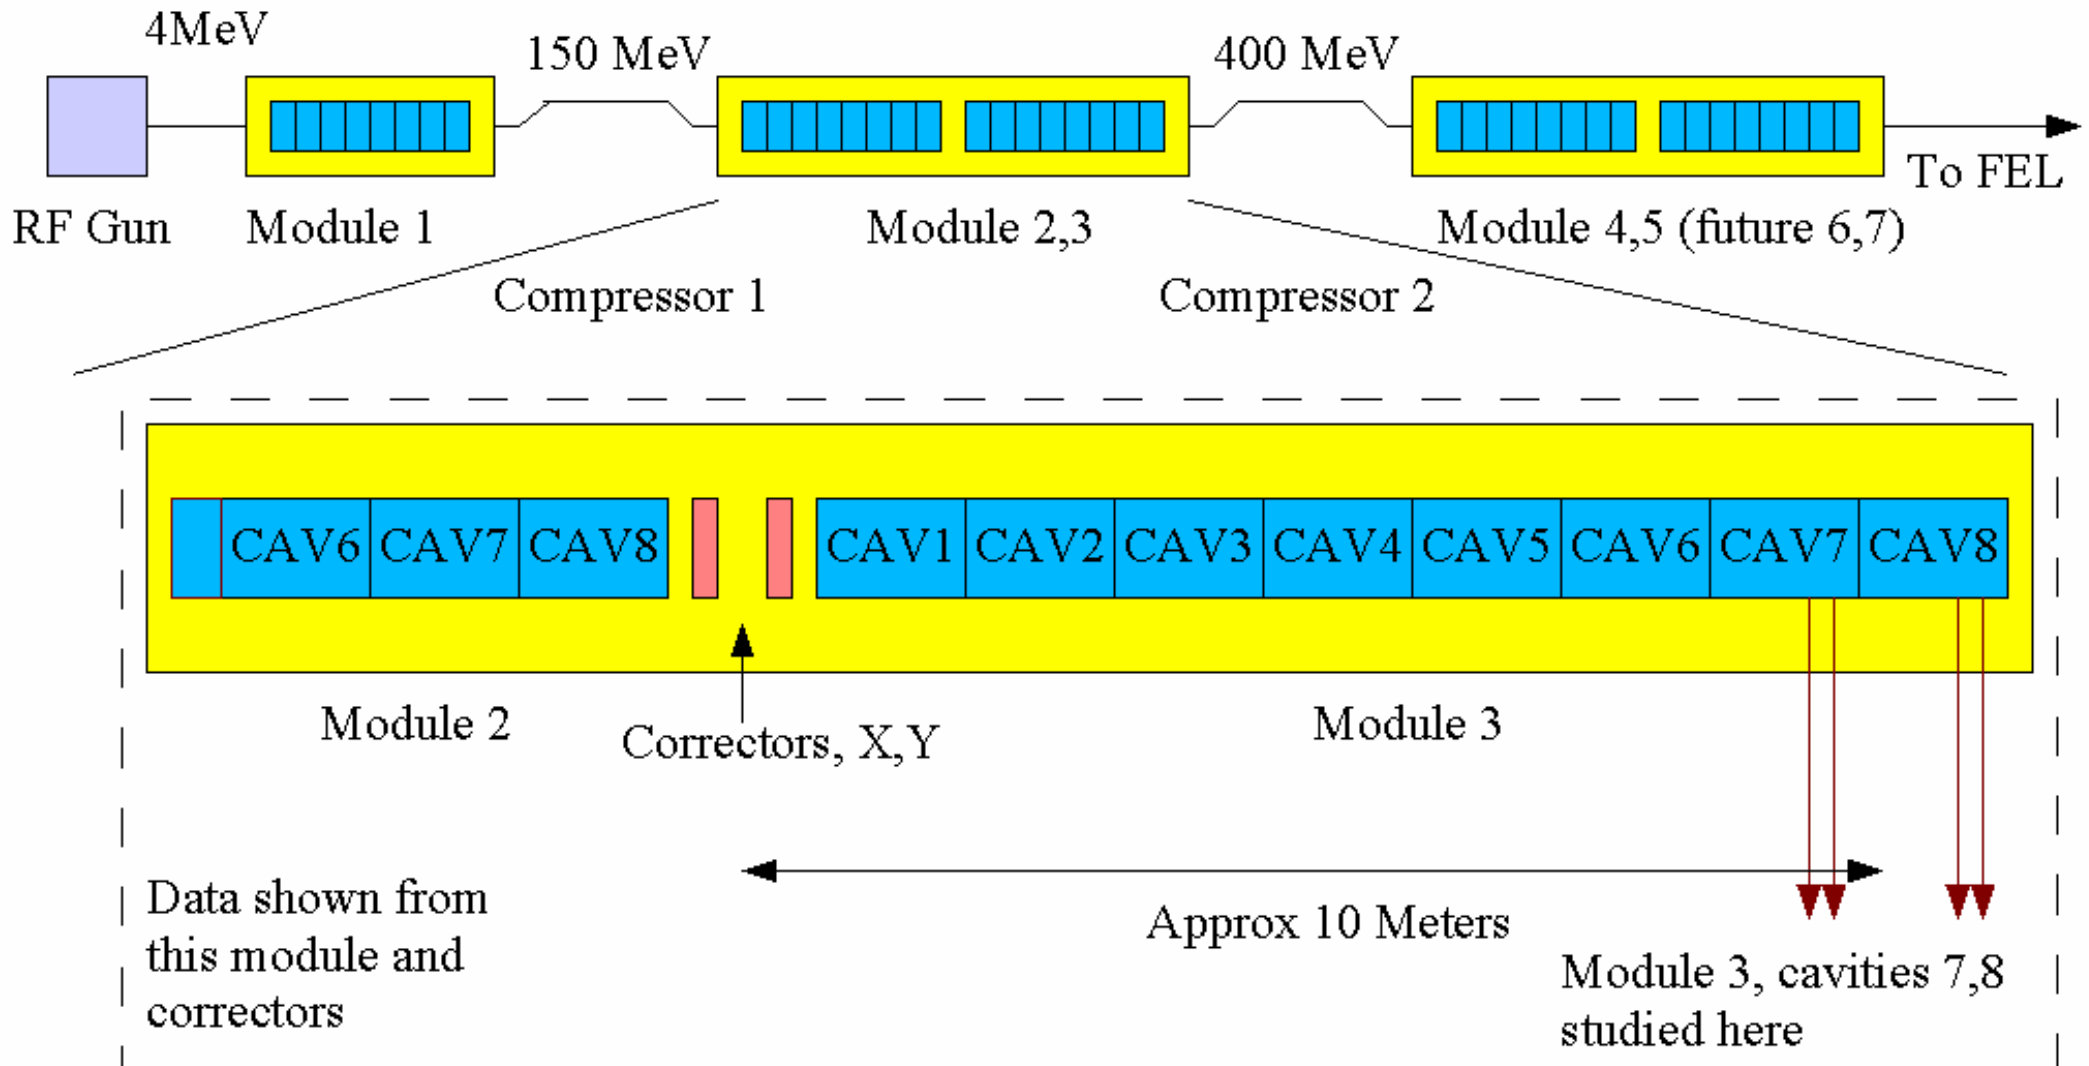 4MeV
150 MeV
400 MeV
To FEL
RF Gun
Module 1
Module 2,3
Module 4,5 (future 6,7)
Compressor 1
Compressor 2
CAV6 CAV7 CAV8 CAV1 CAV2 CAV3 CAV4 CAV5 CAV6 CAV7 CAV8
Module 2
Correctors, X,Y
Module 3
Data shown from
this module and
correctors
Approx 10 Meters
Module 3, cavities 7,8
studied here